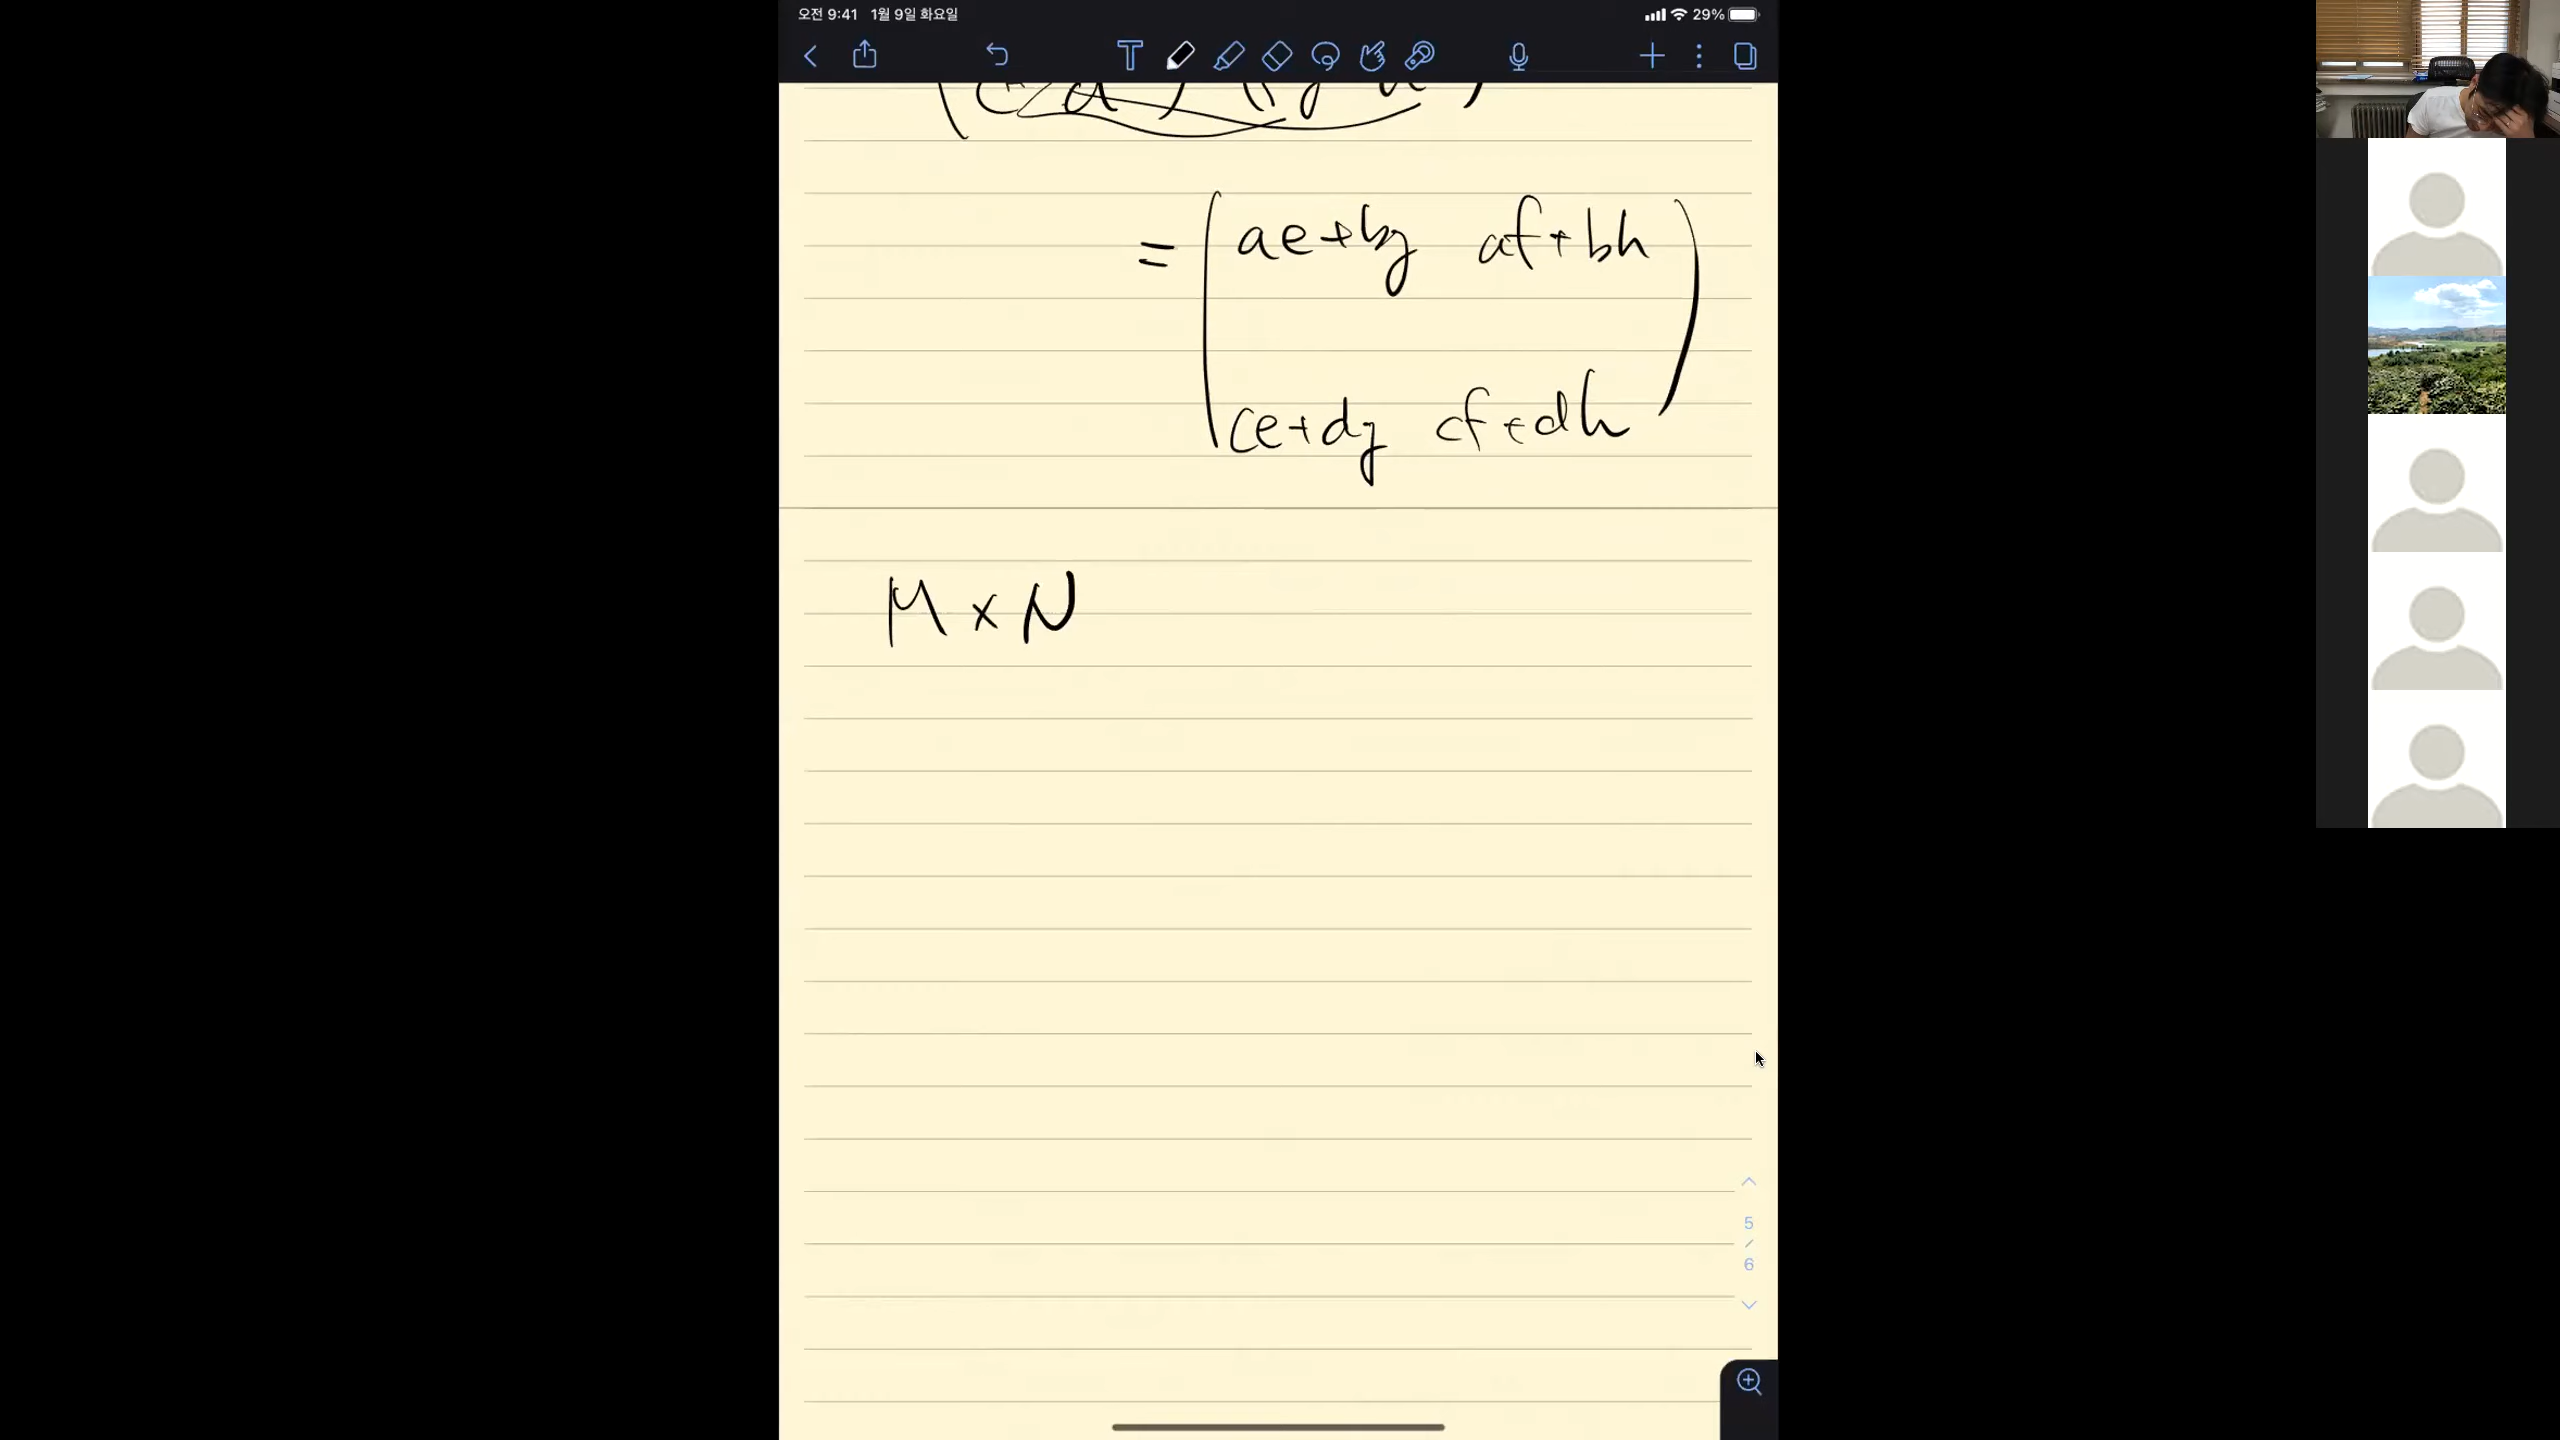 오전 9:41 1월 9일 화요일 29%
= ( ae+bg af+bh
ce+dg cf+dh )
M × N
5
/
6